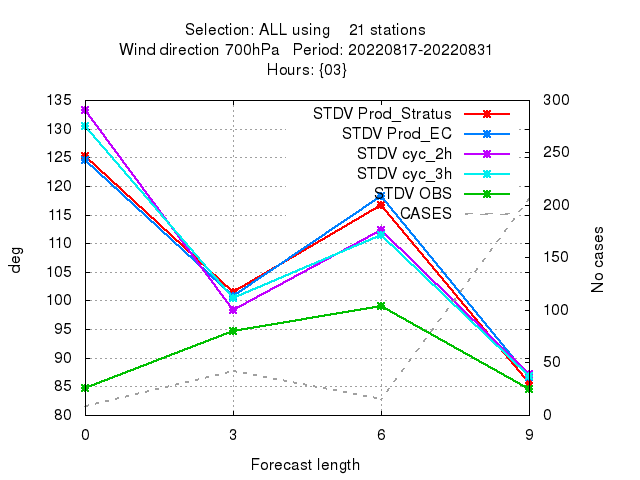 Selection: ALL using    21 stations
Wind direction 700hPa   Period: 20220817-20220831
Hours: {03}
135
130
125
120
115
110
105
100
95
90
85
80
deg
STDV Prod_Stratus
STDV Prod_EC
STDV cyc_2h
STDV cyc_3h
STDV OBS
CASES
300
250
200
150
100
50
0
No cases
0 3 6 9
Forecast length